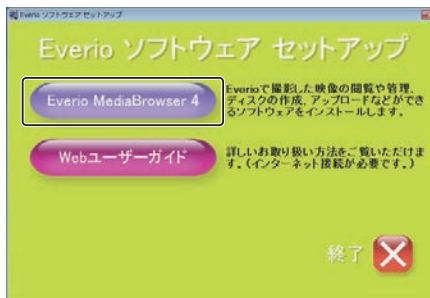 Everio ソフトウェア セットアップ
Everio ソフトウェア セットアップ
Everio MediaBrowser 4
Everioで撮影した映像の閲覧や管理、
ディスクの作成、アップロードなどができ
るソフトウェアをインストールします。
Webユーザーガイド
詳しいお取り扱い方法をご覧いただけま
す。(インターネット接続が必要です。)
終了